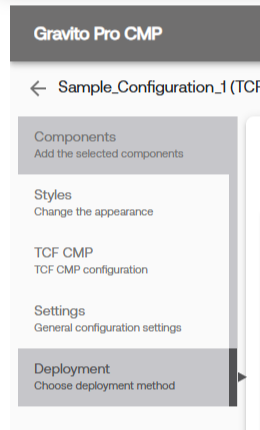 Gravito Pro CMP
← Sample_Configuration_1 (TCF
Components
Add the selected components
Styles
Change the appearance
TCF CMP
TCF CMP configuration
Settings
General configuration settings
Deployment
Choose deployment method